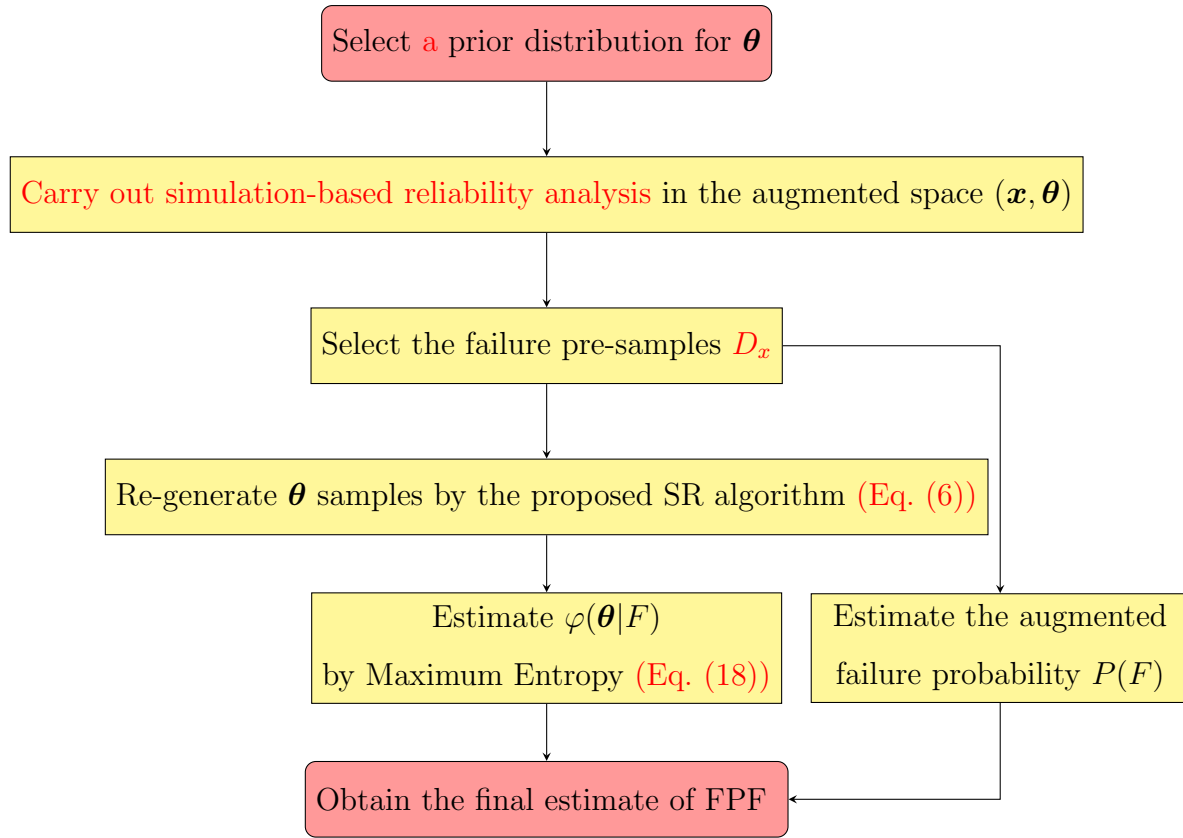 Select a prior distribution for θ
Carry out simulation-based reliability analysis in the augmented space (x, θ)
Select the failure pre-samples Dₓ
Re-generate θ samples by the proposed SR algorithm (Eq. (6))
Estimate φ(θ|F)
by Maximum Entropy (Eq. (18))
Estimate the augmented
failure probability P(F)
Obtain the final estimate of FPF